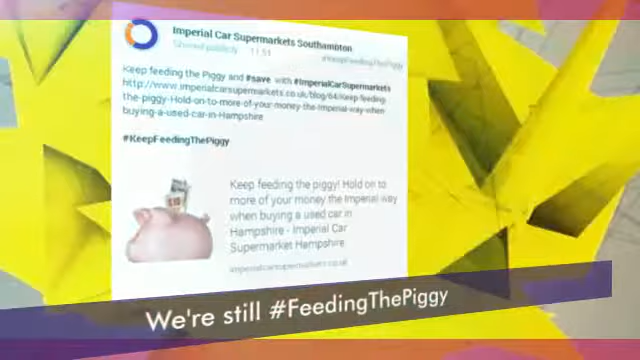 Imperial Car Supermarkets Southampton
Shared publicly 11:51
#KeepFeedingThePiggy
Keep feeding the Piggy and #save with #ImperialCarSupermarkets
http://www.imperialcarsupermarkets.co.uk/blog/64/keep-feeding-
the-piggy-Hold-on-to-more-of-your-money-the-Imperial-way-when-
buying-a-used-car-in-Hampshire
#KeepFeedingThePiggy
Keep feeding the piggy! Hold on to
more of your money the Imperial way
when buying a used car in
Hampshire - Imperial Car
Supermarket Hampshire
imperialcarsupermarkets.co.uk
We're still #FeedingThePiggy